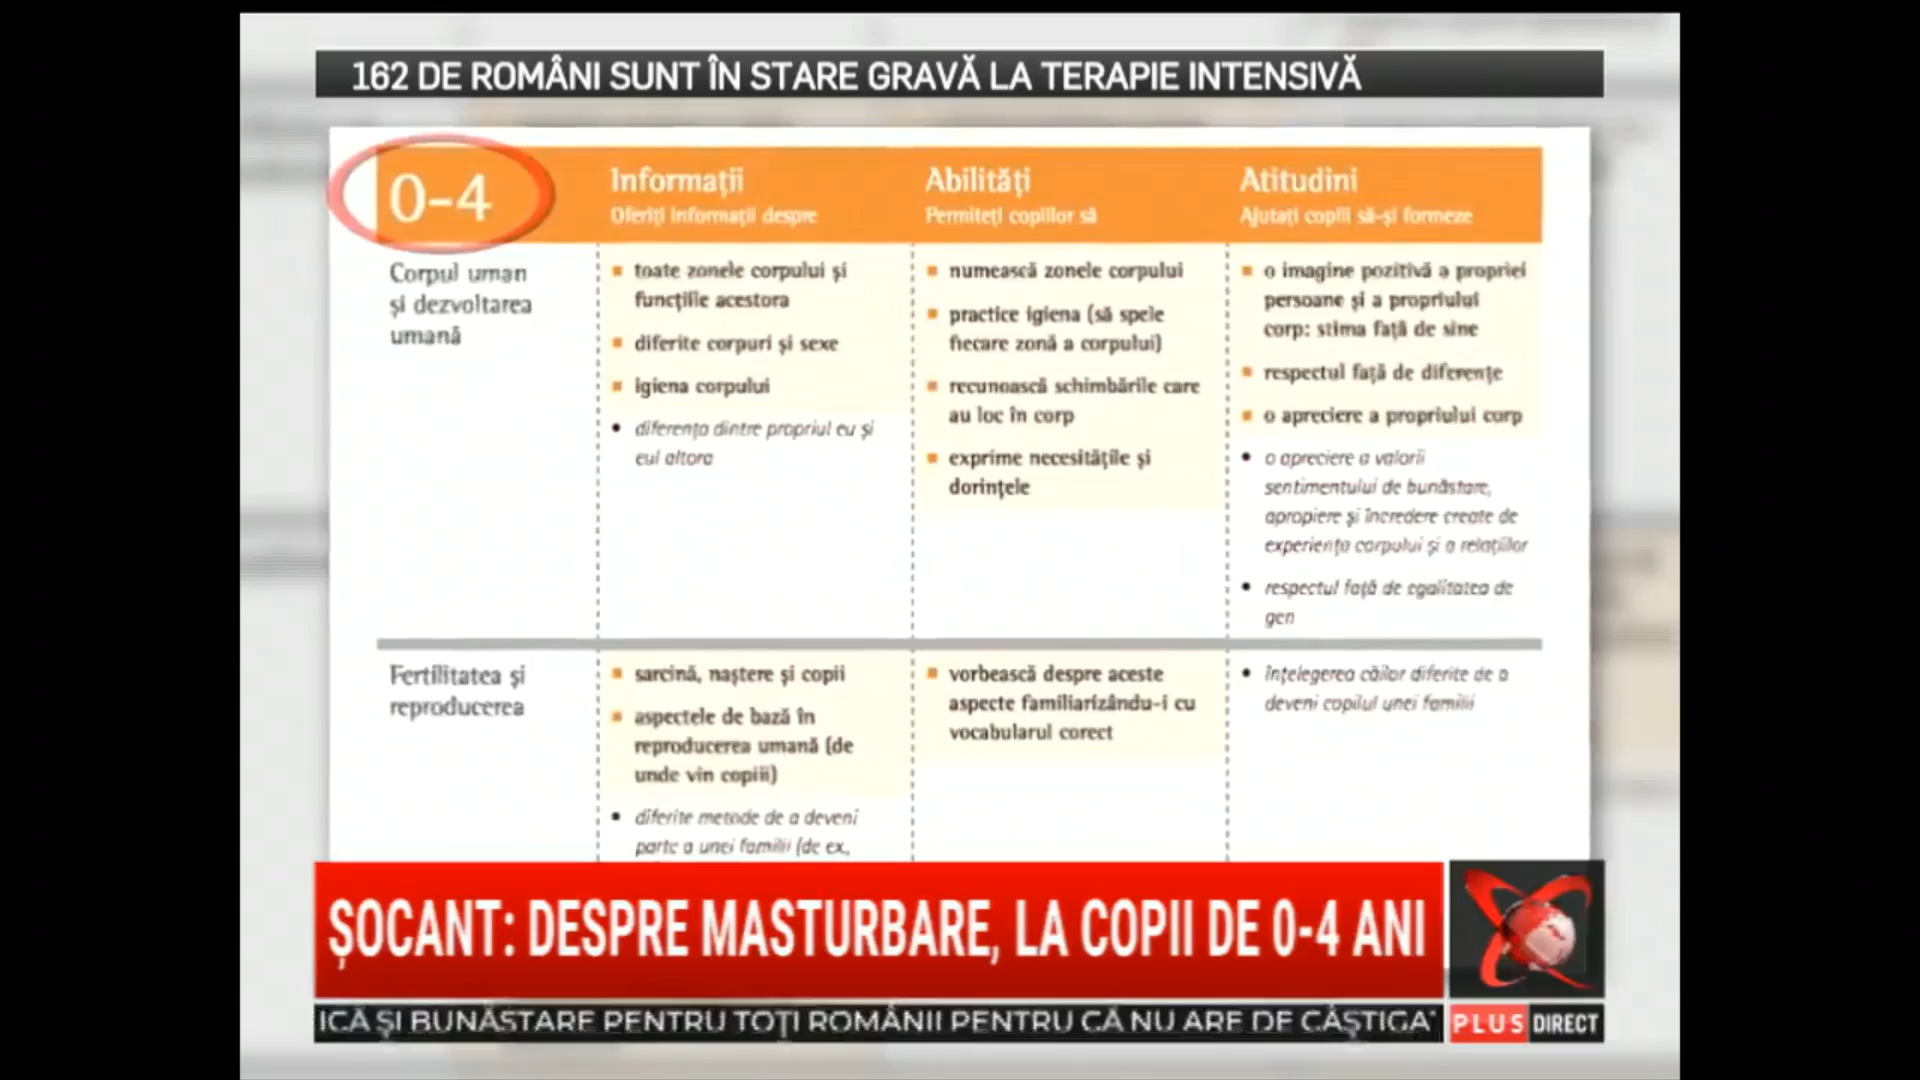 162 DE ROMÂNI SUNT ÎN STARE GRAVĂ LA TERAPIE INTENSIVĂ
0-4
Informații
Oferiți informații despre
Abilități
Permiteți copiilor să
Atitudini
Ajutați copiii să-și formeze
Corpul uman
și dezvoltarea
umană
toate zonele corpului și
funcțiile acestora
diferite corpuri și sexe
igiena corpului
diferența dintre propriul eu și
eul altora
numească zonele corpului
practice igiena (să spele
fiecare zonă a corpului)
recunoască schimbările care
au loc în corp
exprime necesitățile și
dorințele
o imagine pozitivă a propriei
persoane și a propriului
corp: stima față de sine
respectul față de diferențe
o apreciere a propriului corp
o apreciere a valorii
sentimentului de bunăstare,
apropiere și încredere create de
experiența corpului și a relațiilor
respectul față de egalitatea de
gen
Fertilitatea și
reproducerea
sarcină, naștere și copii
aspectele de bază în
reproducerea umană (de
unde vin copiii)
diferite metode de a deveni
parte a unei familii (de ex,
vorbească despre aceste
aspecte familiarizându-i cu
vocabularul corect
înțelegerea căilor diferite de a
deveni copilul unei familii
ȘOCANT: DESPRE MASTURBARE, LA COPII DE 0-4 ANI
ICĂ ȘI BUNĂSTARE PENTRU TOȚI ROMÂNII PENTRU CĂ NU ARE DE CÂȘTIGA"
PLUS DIRECT